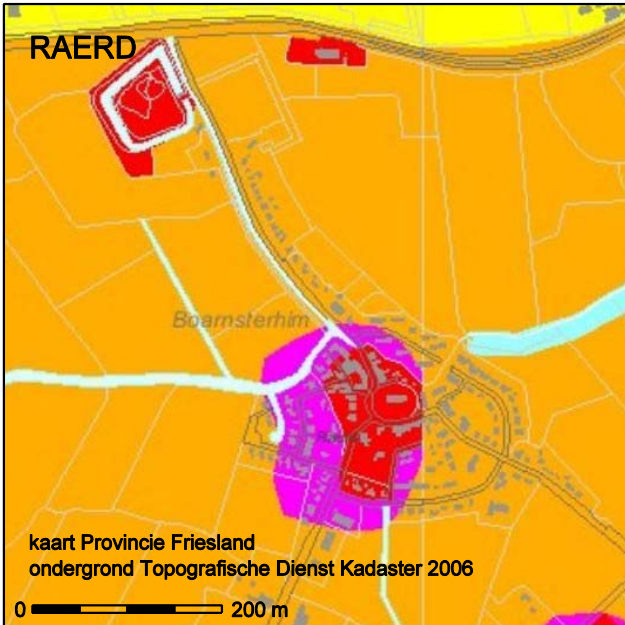 RAERD
Boarnsterhim
kaart Provincie Friesland
ondergrond Topografische Dienst Kadaster 2006
0 200 m